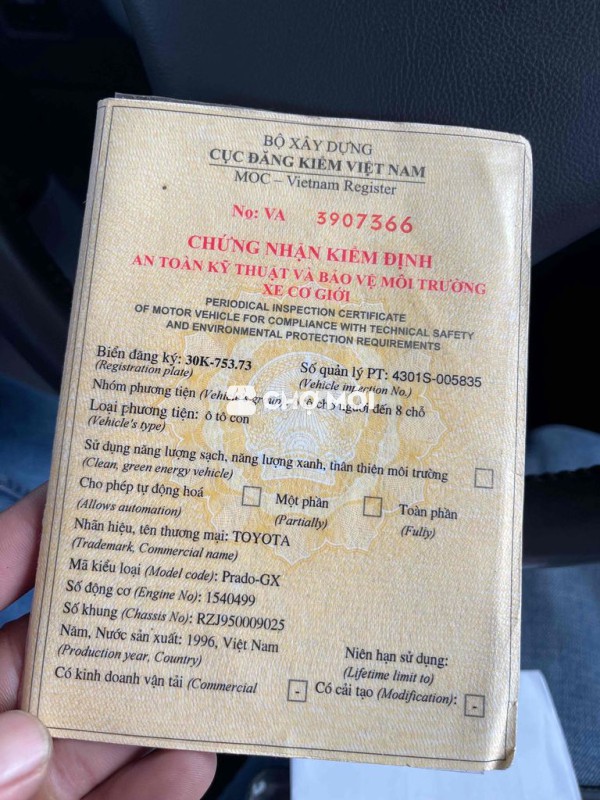 BỘ XÂY DỰNG
CỤC ĐĂNG KIỂM VIỆT NAM
MOC – Vietnam Register
No: VA 3907366
CHỨNG NHẬN KIỂM ĐỊNH
AN TOÀN KỸ THUẬT VÀ BẢO VỆ MÔI TRƯỜNG
XE CƠ GIỚI
PERIODICAL INSPECTION CERTIFICATE
OF MOTOR VEHICLE FOR COMPLIANCE WITH TECHNICAL SAFETY
AND ENVIRONMENTAL PROTECTION REQUIREMENTS
Biển đăng ký: 30K-753.73 Số quản lý PT: 4301S-005835
(Registration plate) (Vehicle inspection No.)
Nhóm phương tiện (Vehicle's group): chở người đến 8 chỗ
CHỢ MỚI
Loại phương tiện: ô tô con
(Vehicle's type)
Sử dụng năng lượng sạch, năng lượng xanh, thân thiện môi trường
(Clean, green energy vehicle)
Cho phép tự động hoá Một phần Toàn phần
(Allows automation) (Partially) (Fully)
Nhãn hiệu, tên thương mại: TOYOTA
(Trademark, Commercial name)
Mã kiểu loại (Model code): Prado-GX
Số động cơ (Engine No): 1540499
Số khung (Chassis No): RZJ950009025
Năm, Nước sản xuất: 1996, Việt Nam Niên hạn sử dụng:
(Production year, Country) (Lifetime limit to)
Có kinh doanh vận tải (Commercial - Có cải tạo (Modification): -